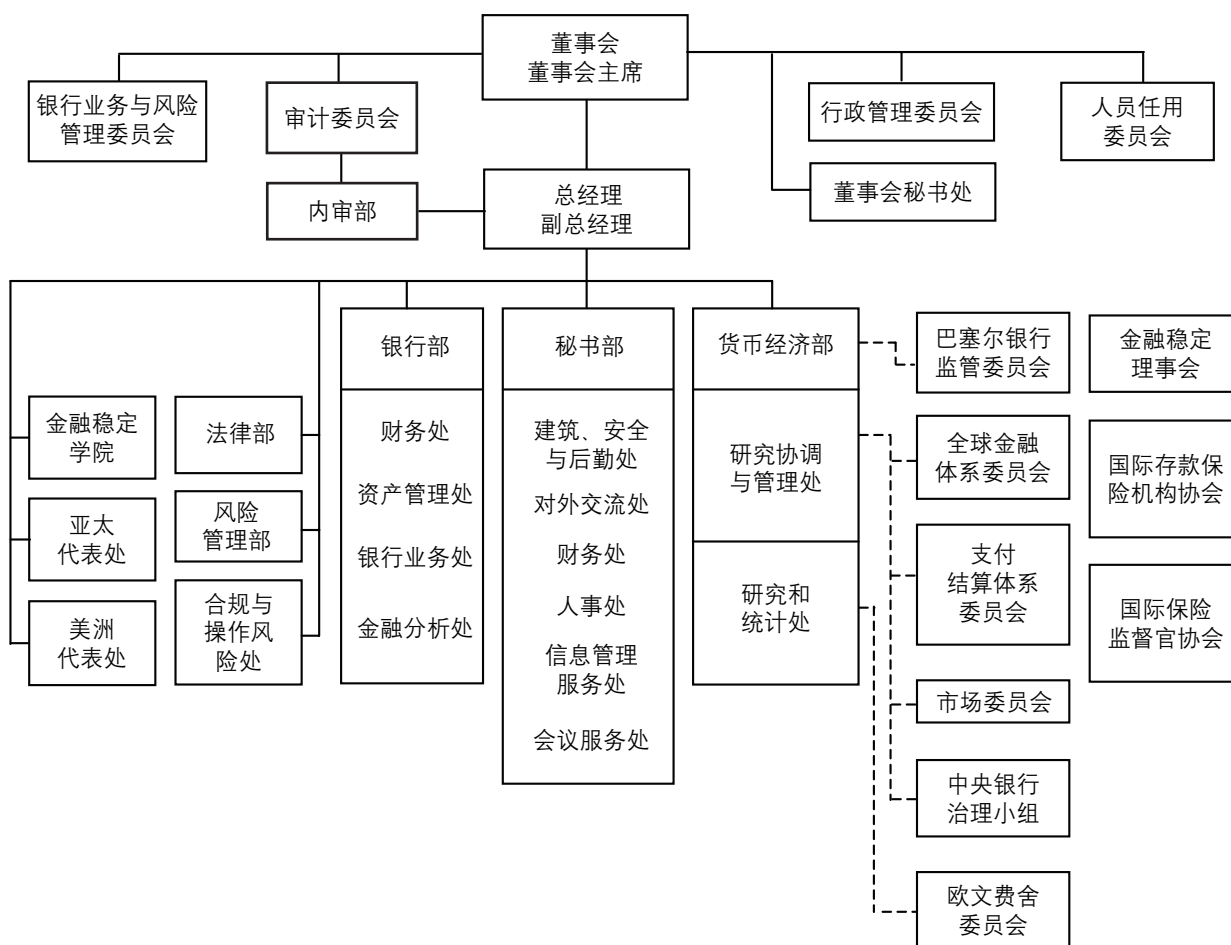 董事会
董事会主席
银行业务与风险
管理委员会
审计委员会
行政管理委员会
人员任用
委员会
内审部
总经理
副总经理
董事会秘书处
银行部
秘书部
货币经济部
巴塞尔银行
监管委员会
金融稳定
理事会
金融稳定
学院
法律部
财务处
建筑、安全
与后勤处
研究协调
与管理处
全球金融
体系委员会
国际存款保
险机构协会
亚太
代表处
风险
管理部
资产管理处
对外交流处
银行业务处
财务处
支付
结算体系
委员会
美洲
代表处
合规与
操作风
险处
金融分析处
人事处
研究和
统计处
国际保险
监督官协会
信息管理
服务处
市场委员会
会议服务处
中央银行
治理小组
欧文费舍
委员会